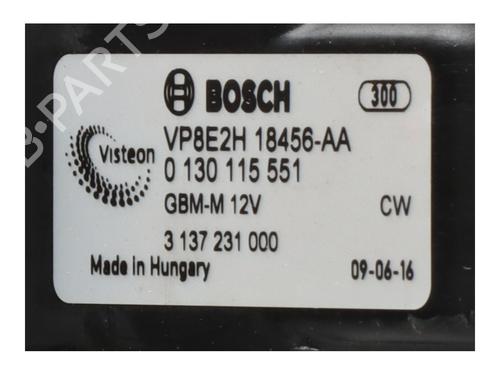 BOSCH 300
Visteon
VP8E2H 18456-AA
0 130 115 551
GBM-M 12V CW
3 137 231 000
Made in Hungary 09-06-16
B-PARTS